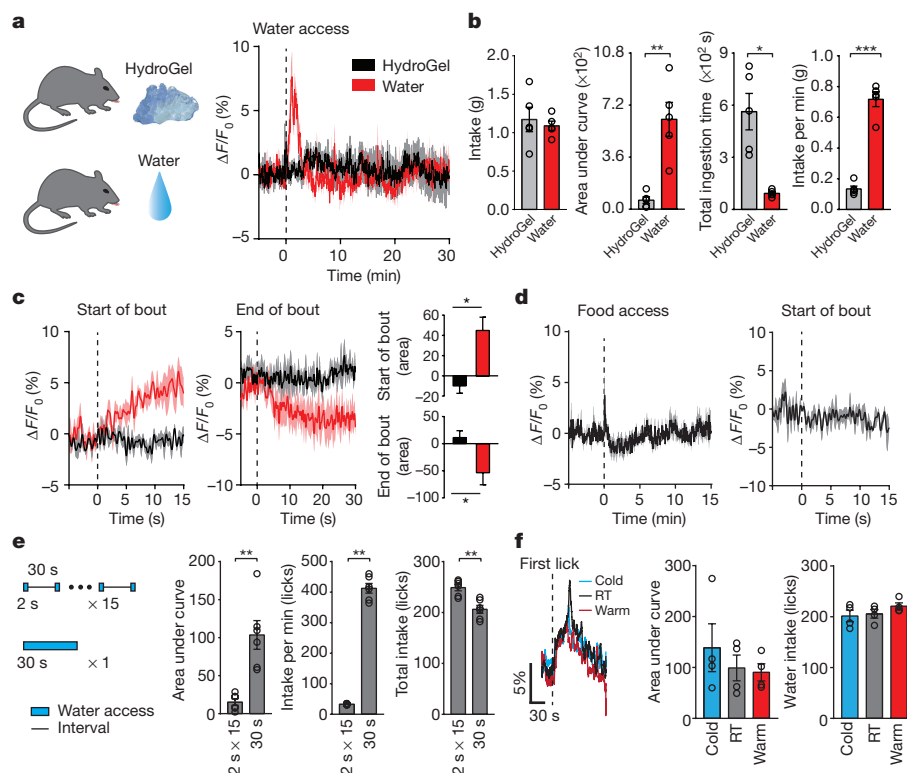 a
HydroGel
Water
Water access
HydroGel
Water
ΔF/F0 (%)
10
5
0
−5
0
10
20
30
Time (min)
b
Intake (g)
2.0
1.5
1.0
0.5
0.0
HydroGel
Water
Area under curve (×10²)
10.8
7.2
3.6
0.0
**
HydroGel
Water
Total ingestion time (×10² s)
9
6
3
0
*
HydroGel
Water
Intake per min (g)
1.0
0.8
0.6
0.4
0.2
0.0
***
HydroGel
Water
c
Start of bout
ΔF/F0 (%)
10
5
0
−5
0
5
10
15
Time (s)
End of bout
ΔF/F0 (%)
5
0
−5
−10
0
10
20
30
Time (s)
Start of bout (area)
60
40
20
0
−20
*
End of bout (area)
50
0
−50
−100
*
d
Food access
ΔF/F0 (%)
10
5
0
−5
−5
0
5
10
15
Time (min)
Start of bout
ΔF/F0 (%)
10
5
0
−5
−10
0
5
10
15
Time (s)
e
30 s
2 s
× 15
30 s
× 1
Water access
Interval
Area under curve
200
150
100
50
0
**
2 s × 15
30 s
Intake per min (licks)
500
400
300
200
100
0
**
2 s × 15
30 s
Total intake (licks)
300
200
100
0
**
2 s × 15
30 s
f
First lick
Cold
RT
Warm
5%
30 s
Area under curve
300
200
100
0
Cold
RT
Warm
Water intake (licks)
300
200
100
0
Cold
RT
Warm